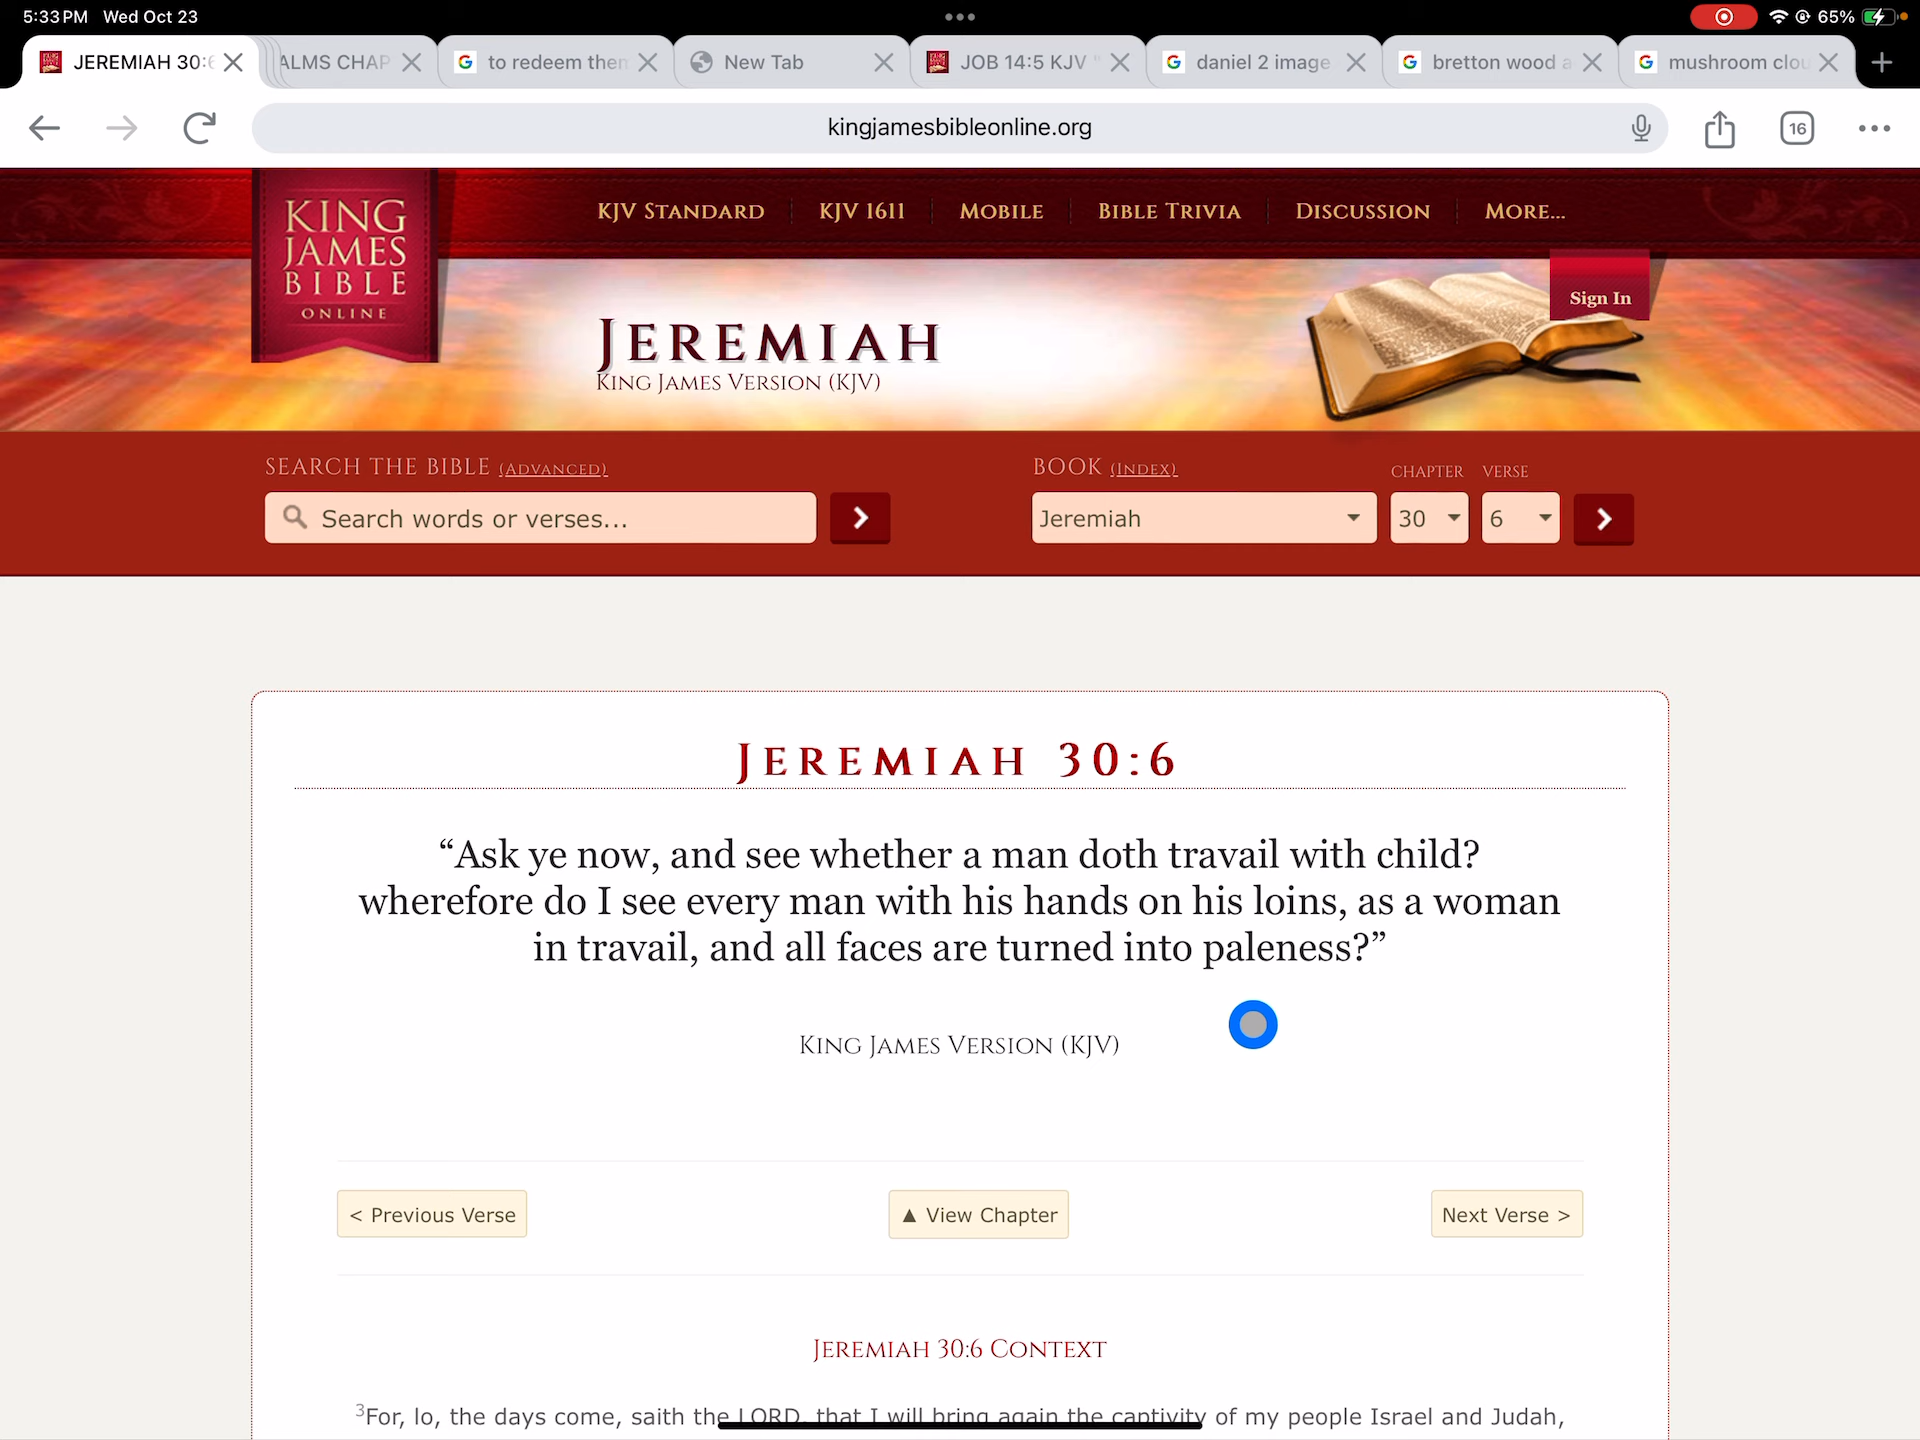 5:33 PM Wed Oct 23
65%
JEREMIAH 30:6
ALMS CHAP
to redeem them
New Tab
JOB 14:5 KJV "
daniel 2 image
bretton wood a
mushroom clou
kingjamesbibleonline.org
16
KING
JAMES
BIBLE
ONLINE
KJV STANDARD
KJV 1611
MOBILE
BIBLE TRIVIA
DISCUSSION
MORE...
Sign In
JEREMIAH
KING JAMES VERSION (KJV)
SEARCH THE BIBLE (ADVANCED)
BOOK (INDEX)
CHAPTER
VERSE
Search words or verses...
Jeremiah
30
6
JEREMIAH 30:6
“Ask ye now, and see whether a man doth travail with child?
wherefore do I see every man with his hands on his loins, as a woman
in travail, and all faces are turned into paleness?”
KING JAMES VERSION (KJV)
< Previous Verse
▲ View Chapter
Next Verse >
JEREMIAH 30:6 CONTEXT
3For, lo, the days come, saith the LORD, that I will bring again the captivity of my people Israel and Judah,